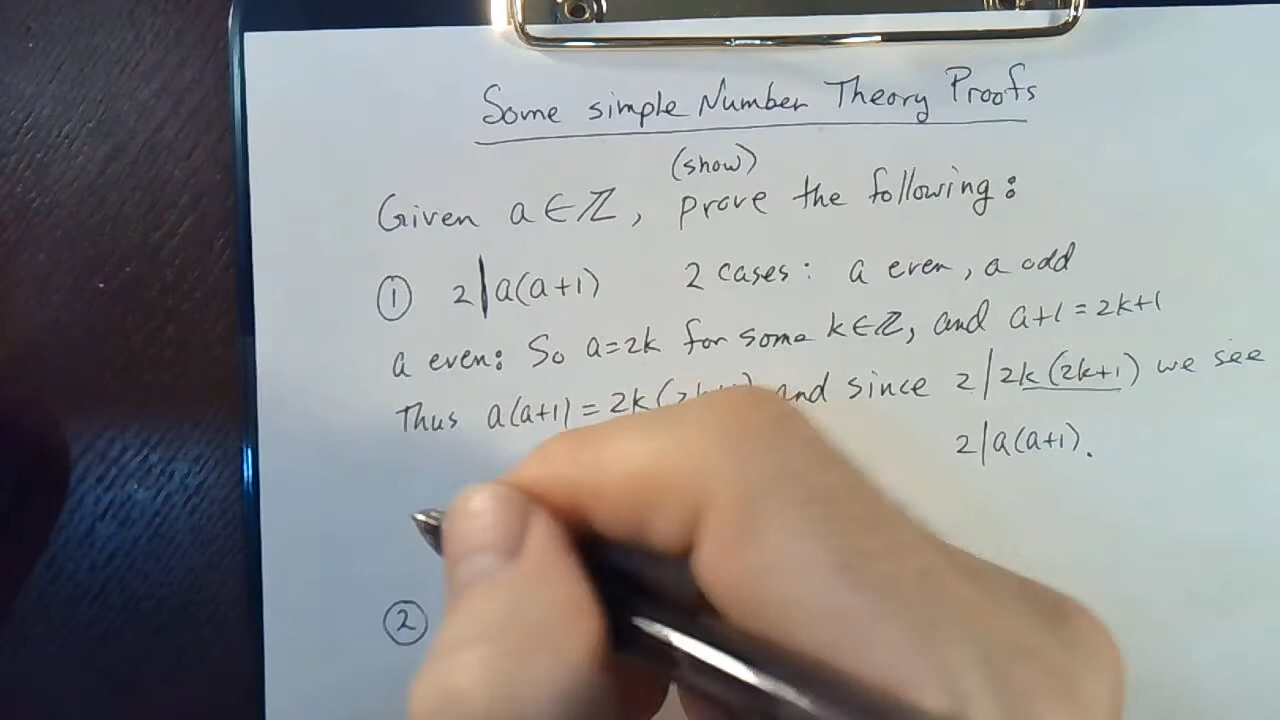 Some simple Number Theory Proofs
(show)
Given a∈ℤ, prove the following:
① 2|a(a+1) 2 cases: a even, a odd
a even: So a=2k for some k∈ℤ, and a+1=2k+1
Thus a(a+1) = 2k and since 2|2k(2k+1) we see
2|a(a+1).
②